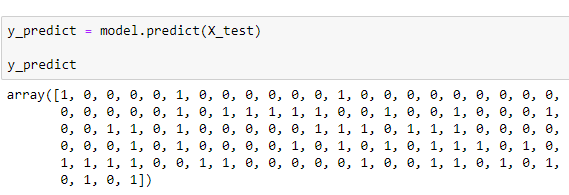 y_predict = model.predict(X_test)
y_predict
array([1, 0, 0, 0, 0, 1, 0, 0, 0, 0, 0, 0, 1, 0, 0, 0, 0, 0, 0, 0, 0, 0,
0, 0, 0, 0, 0, 1, 0, 1, 1, 1, 1, 1, 0, 0, 1, 0, 0, 1, 0, 0, 0, 1,
0, 0, 1, 1, 0, 1, 0, 0, 0, 0, 0, 1, 1, 1, 0, 1, 1, 1, 0, 0, 0, 0,
0, 0, 0, 1, 0, 1, 0, 0, 0, 0, 1, 0, 1, 0, 1, 0, 1, 1, 1, 0, 1, 0,
1, 1, 1, 1, 0, 0, 1, 1, 0, 0, 0, 0, 0, 1, 0, 0, 1, 1, 0, 1, 0, 1,
0, 1, 0, 1])